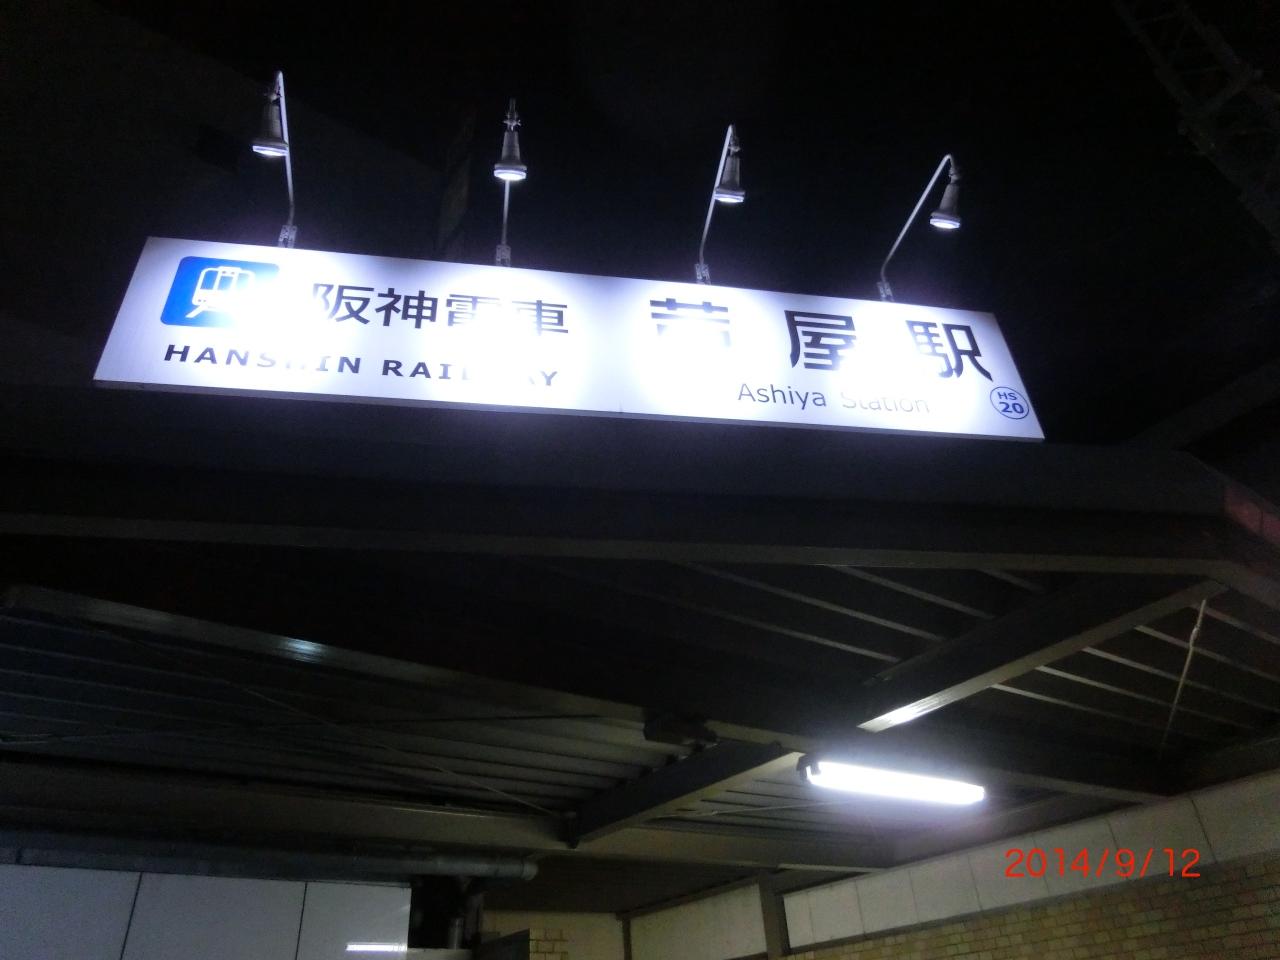 阪神電車
HANSHIN RAILWAY
芦屋駅
Ashiya Station
HS
20
2014/9/12